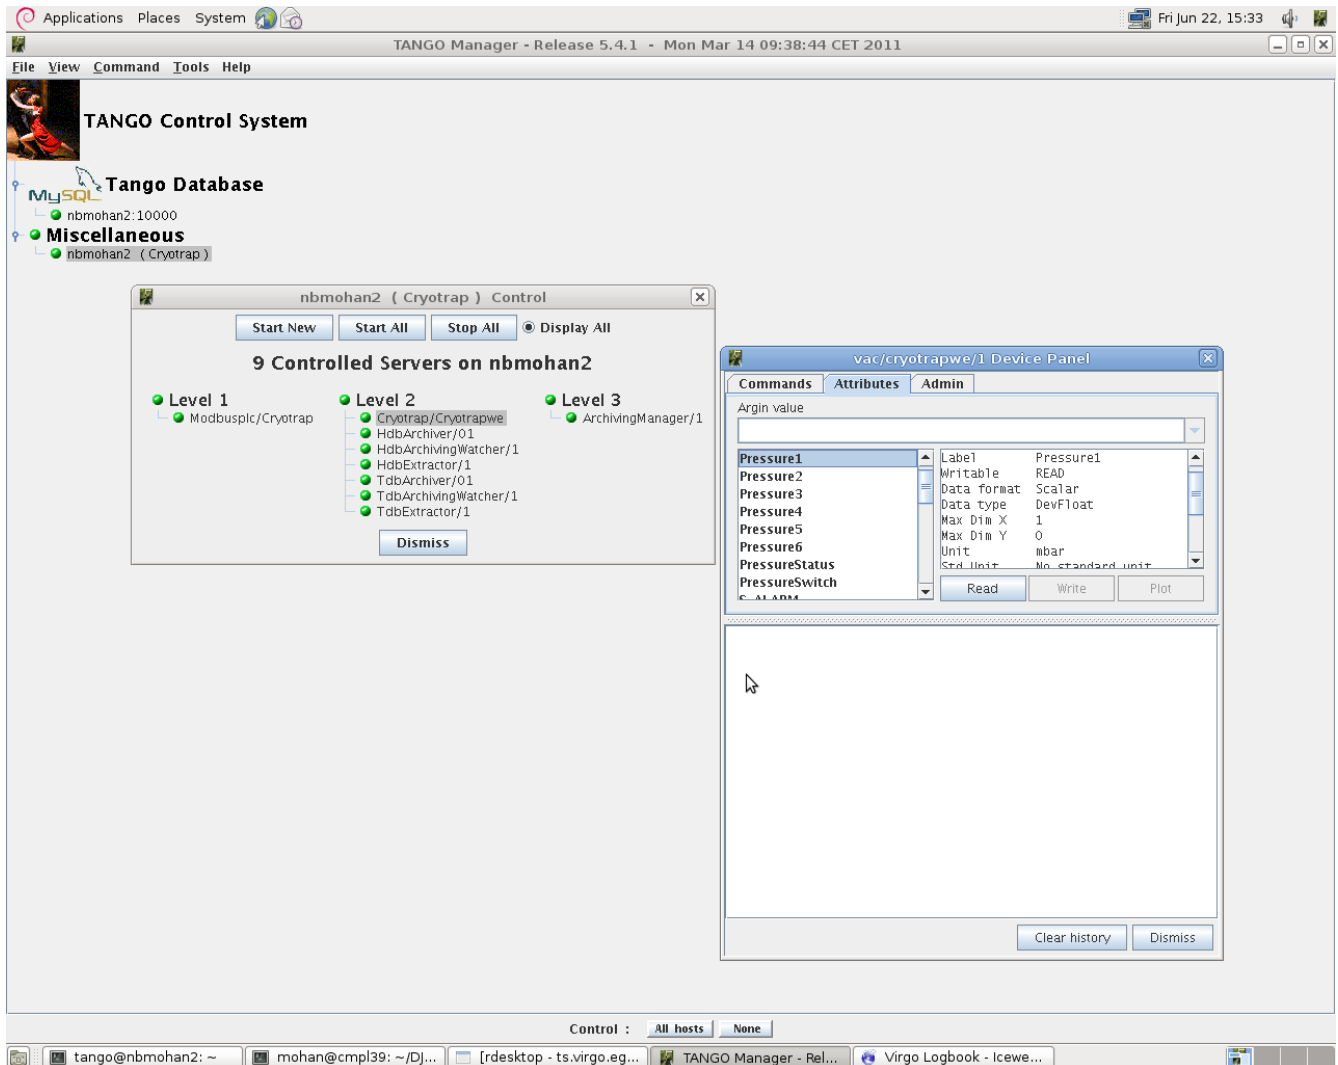 Applications Places System Fri Jun 22, 15:33
TANGO Manager - Release 5.4.1 - Mon Mar 14 09:38:44 CET 2011
File View Command Tools Help
TANGO Control System
MySQL Tango Database
nbmohan2:10000
Miscellaneous
nbmohan2 ( Cryotrap )
nbmohan2 ( Cryotrap ) Control
Start New Start All Stop All Display All
9 Controlled Servers on nbmohan2
Level 1
Modbusplc/Cryotrap
Level 2
Cryotrap/Cryotrapwe
HdbArchiver/01
HdbArchivingWatcher/1
HdbExtractor/1
TdbArchiver/01
TdbArchivingWatcher/1
TdbExtractor/1
Level 3
ArchivingManager/1
Dismiss
vac/cryotrapwe/1 Device Panel
Commands Attributes Admin
Argin value
Pressure1
Pressure2
Pressure3
Pressure4
Pressure5
Pressure6
PressureStatus
PressureSwitch
S_ALARM
Label Pressure1
Writable READ
Data format Scalar
Data type DevFloat
Max Dim X 1
Max Dim Y 0
Unit mbar
Std Unit No standard unit
Read Write Plot
Clear history Dismiss
Control : All hosts None
tango@nbmohan2: ~ mohan@cmpl39: ~/DJ... [rdesktop - ts.virgo.eg... TANGO Manager - Rel... Virgo Logbook - Icewe...